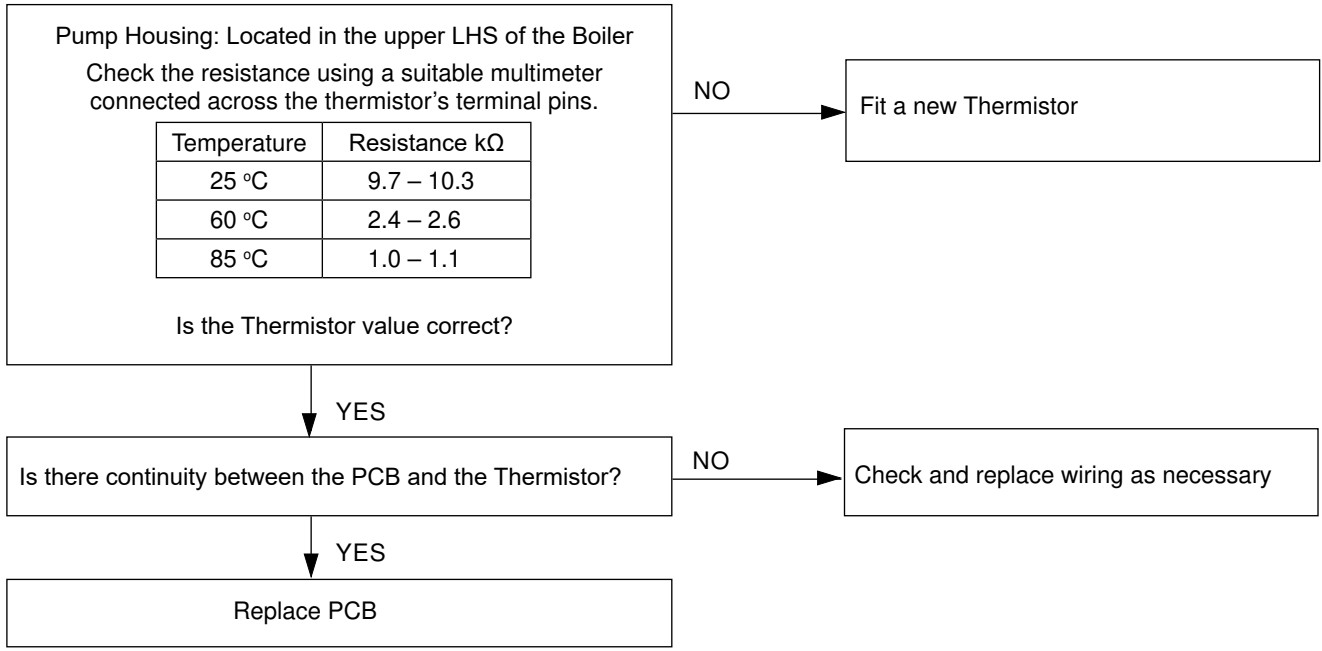 Pump Housing: Located in the upper LHS of the Boiler
Check the resistance using a suitable multimeter
connected across the thermistor's terminal pins.
Temperature Resistance kΩ
25 °C 9.7 – 10.3
60 °C 2.4 – 2.6
85 °C 1.0 – 1.1
Is the Thermistor value correct?
NO
Fit a new Thermistor
YES
Is there continuity between the PCB and the Thermistor?
NO
Check and replace wiring as necessary
YES
Replace PCB